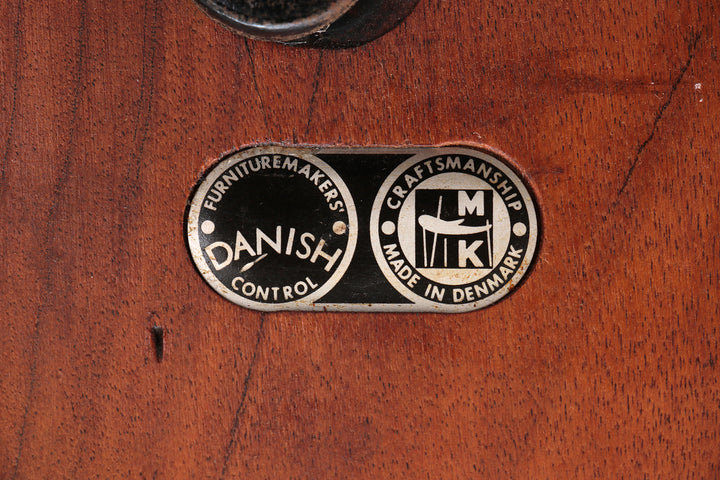 FURNITUREMAKERS'
DANISH
CONTROL
CRAFTSMANSHIP
M
K
MADE IN DENMARK